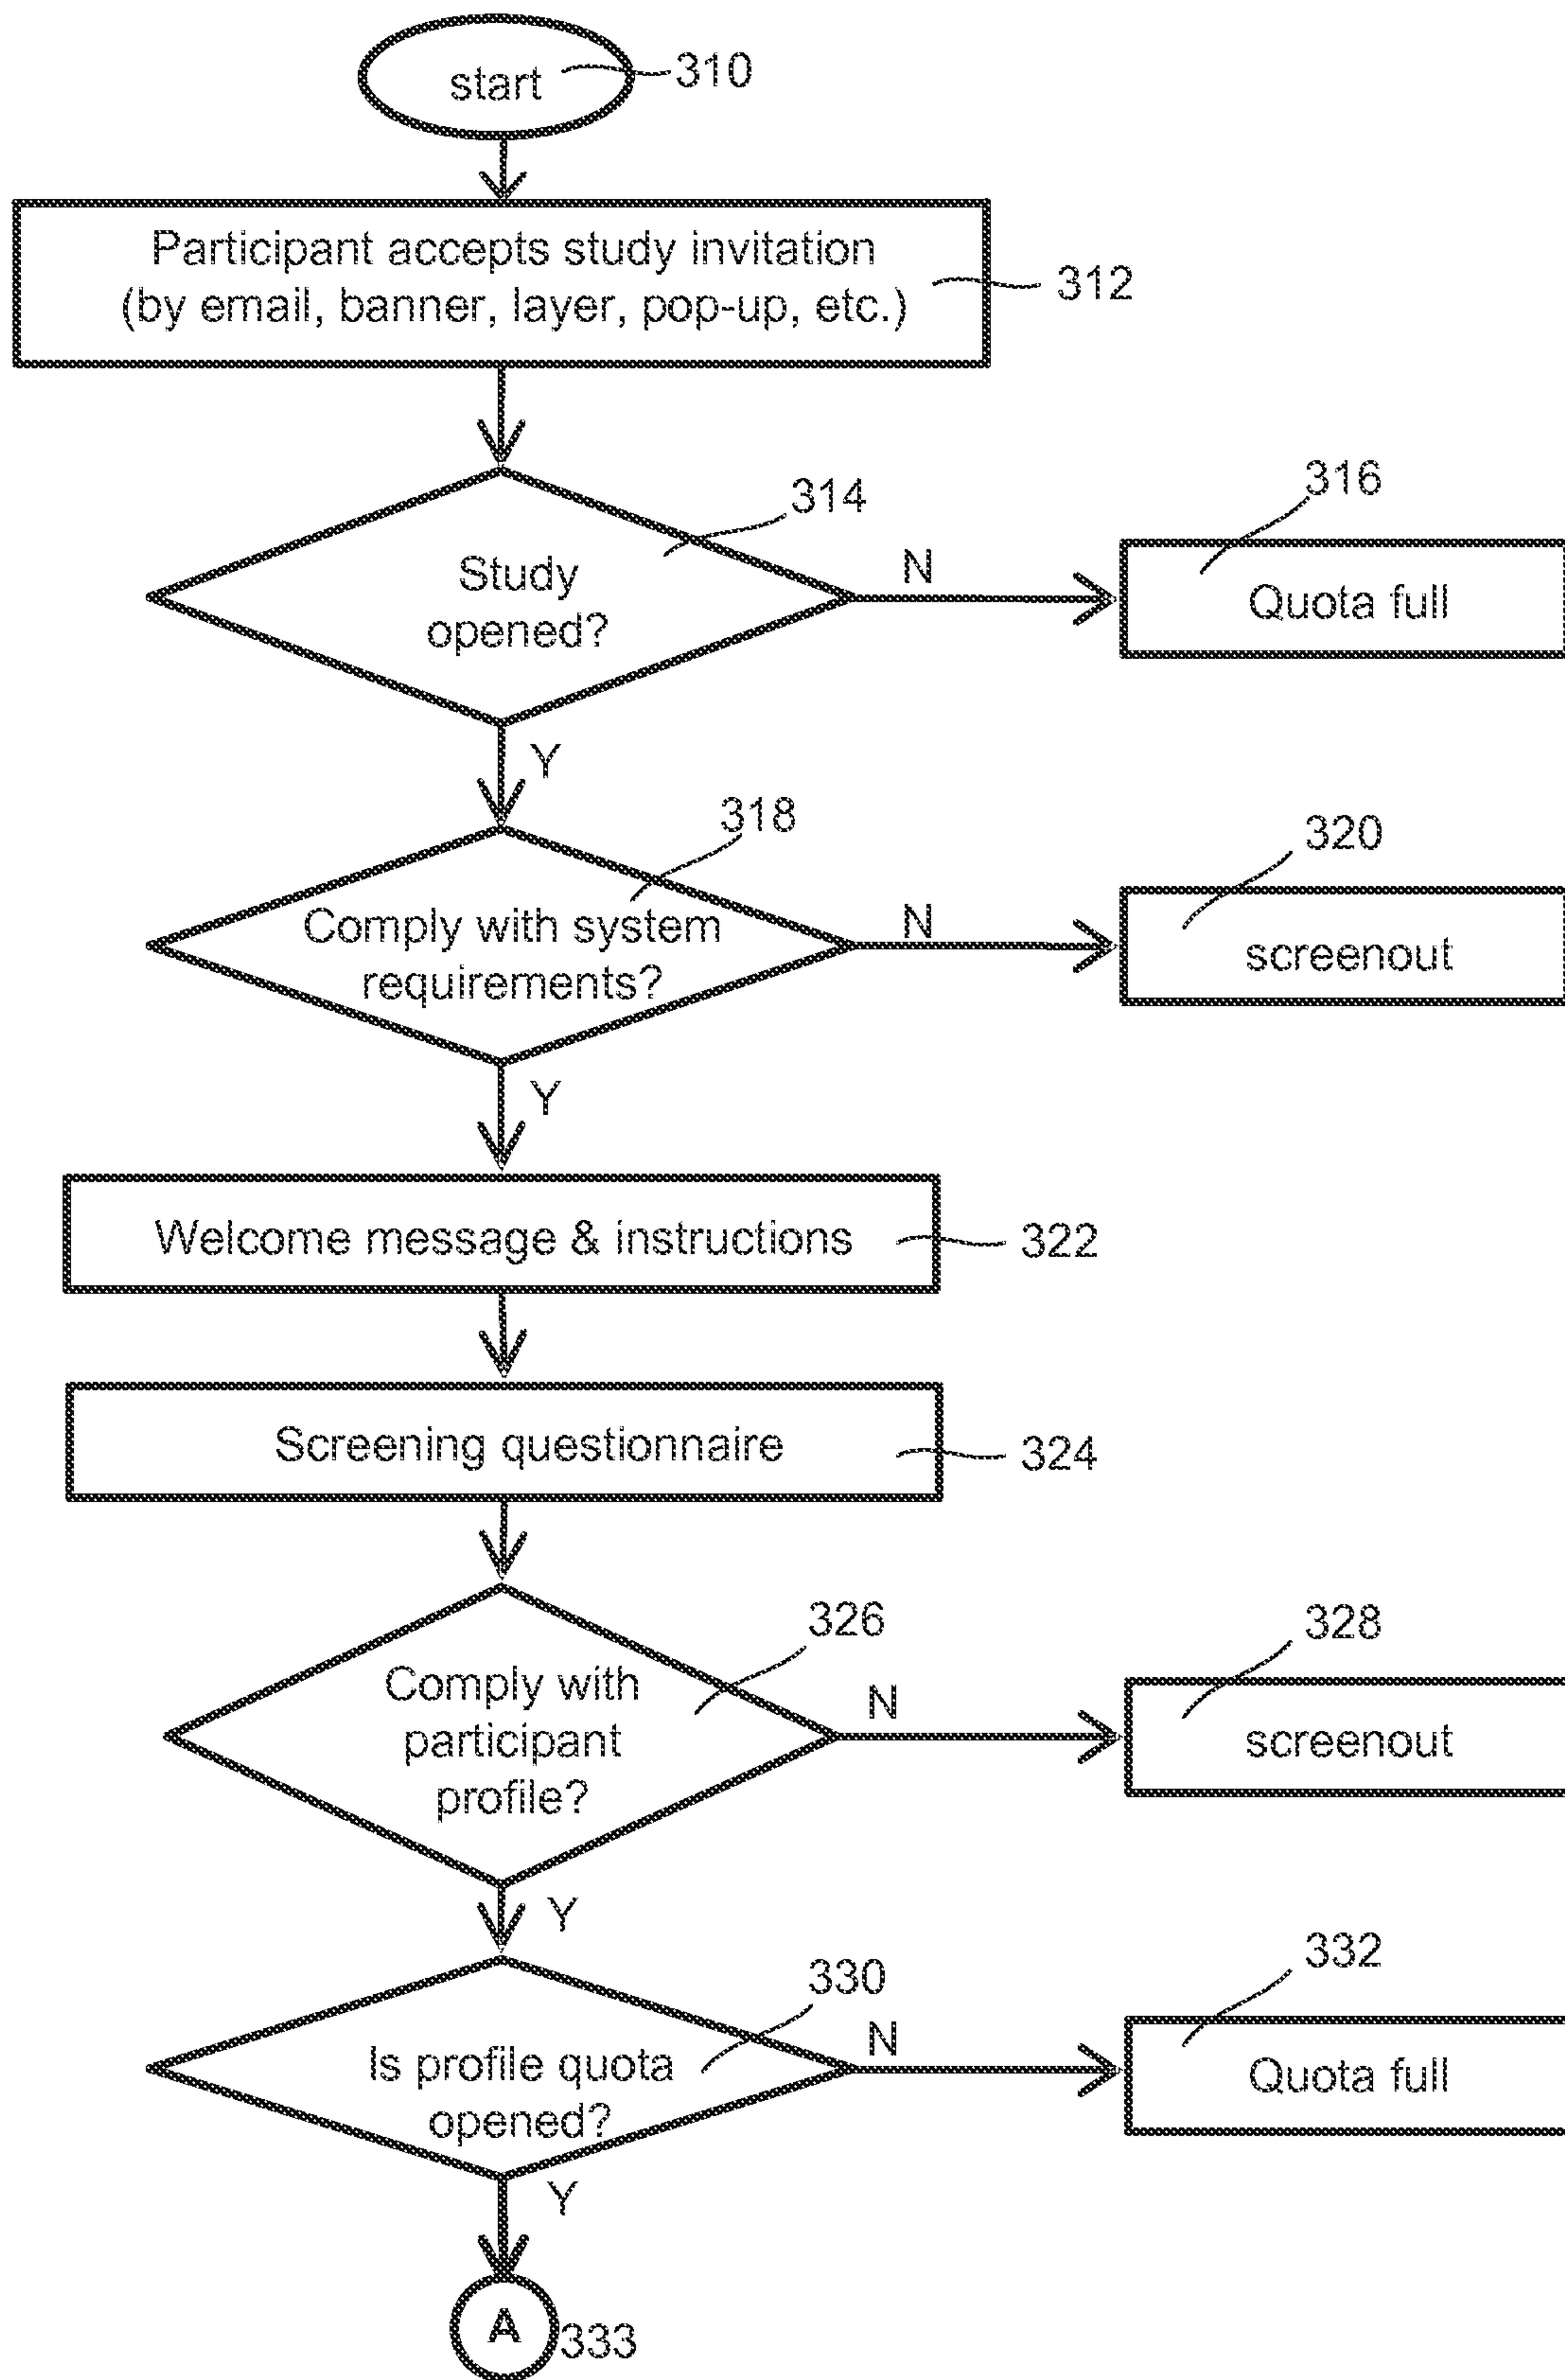 start
310
Participant accepts study invitation
(by email, banner, layer, pop-up, etc.)
312
314
Study
opened?
N
316
Quota full
Y
318
Comply with system
requirements?
N
320
screenout
Y
Welcome message & instructions
322
Screening questionnaire
324
326
Comply with
participant
profile?
N
328
screenout
Y
330
Is profile quota
opened?
N
332
Quota full
Y
A
333